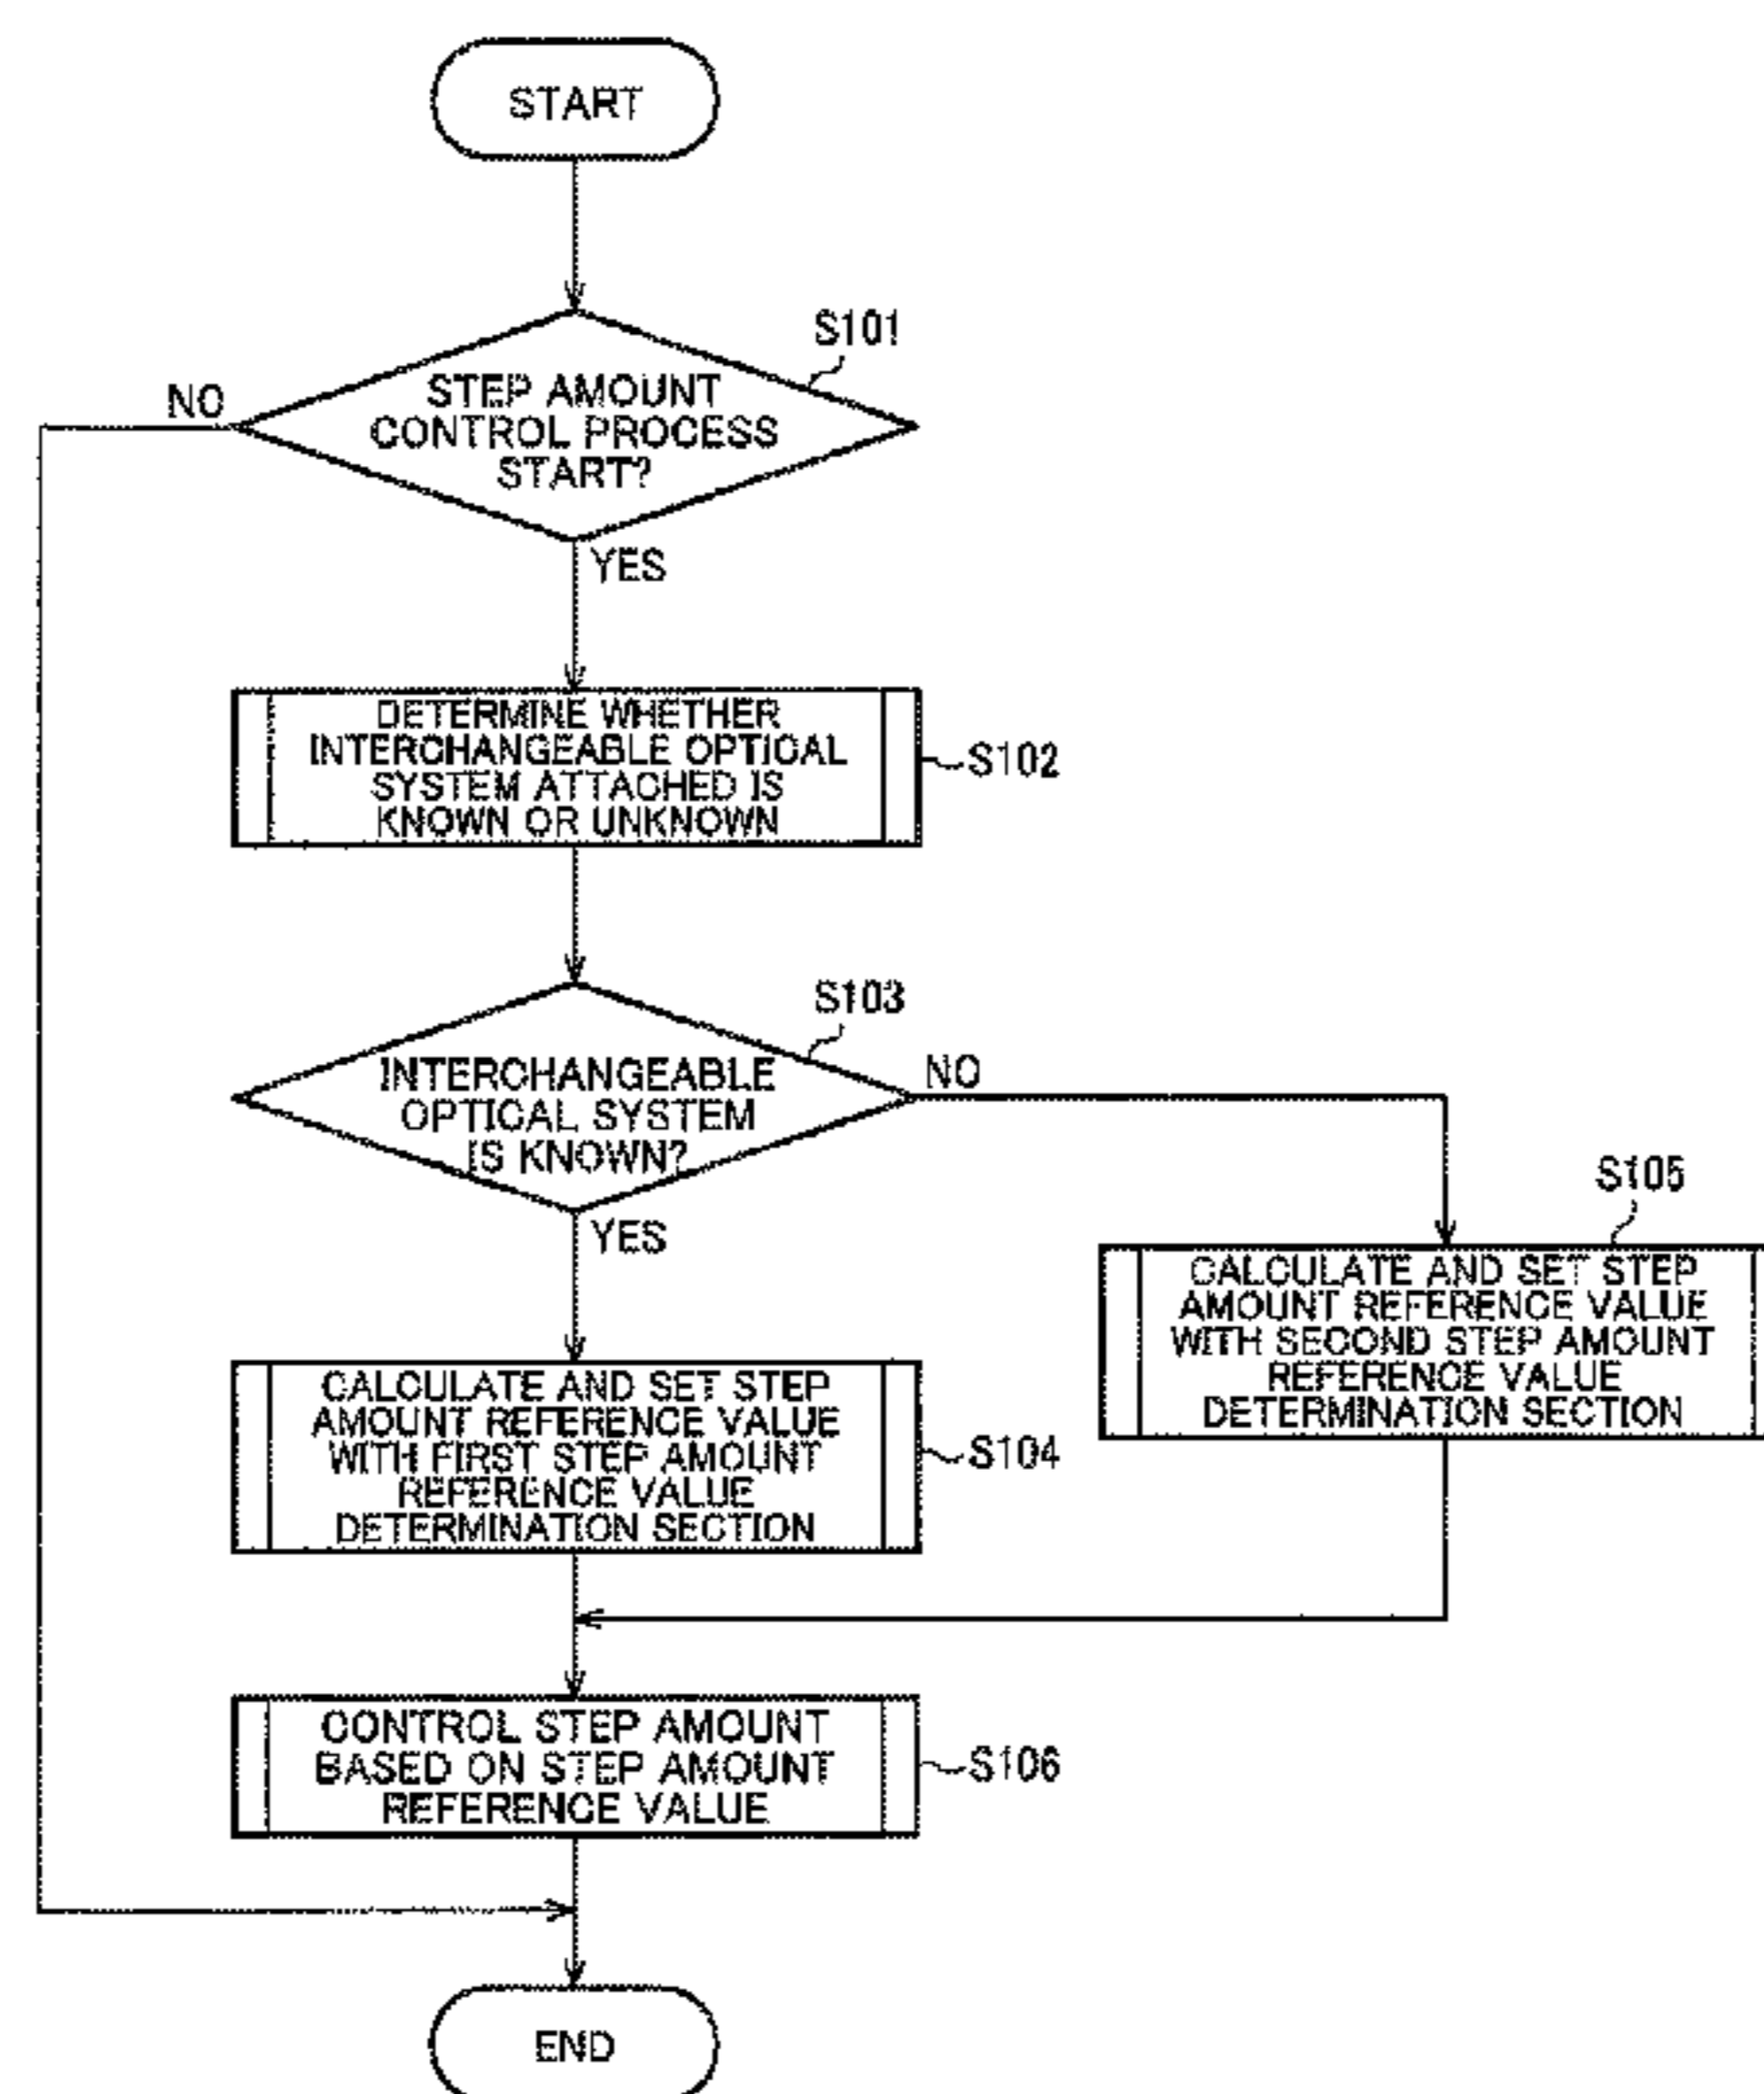 START
S101
NO
STEP AMOUNT
CONTROL PROCESS
START?
YES
DETERMINE WHETHER
INTERCHANGEABLE OPTICAL
SYSTEM ATTACHED IS
KNOWN OR UNKNOWN
S102
S103
INTERCHANGEABLE
OPTICAL SYSTEM
IS KNOWN?
NO
YES
S105
CALCULATE AND SET STEP
AMOUNT REFERENCE VALUE
WITH SECOND STEP AMOUNT
REFERENCE VALUE
DETERMINATION SECTION
CALCULATE AND SET STEP
AMOUNT REFERENCE VALUE
WITH FIRST STEP AMOUNT
REFERENCE VALUE
DETERMINATION SECTION
S104
CONTROL STEP AMOUNT
BASED ON STEP AMOUNT
REFERENCE VALUE
S106
END